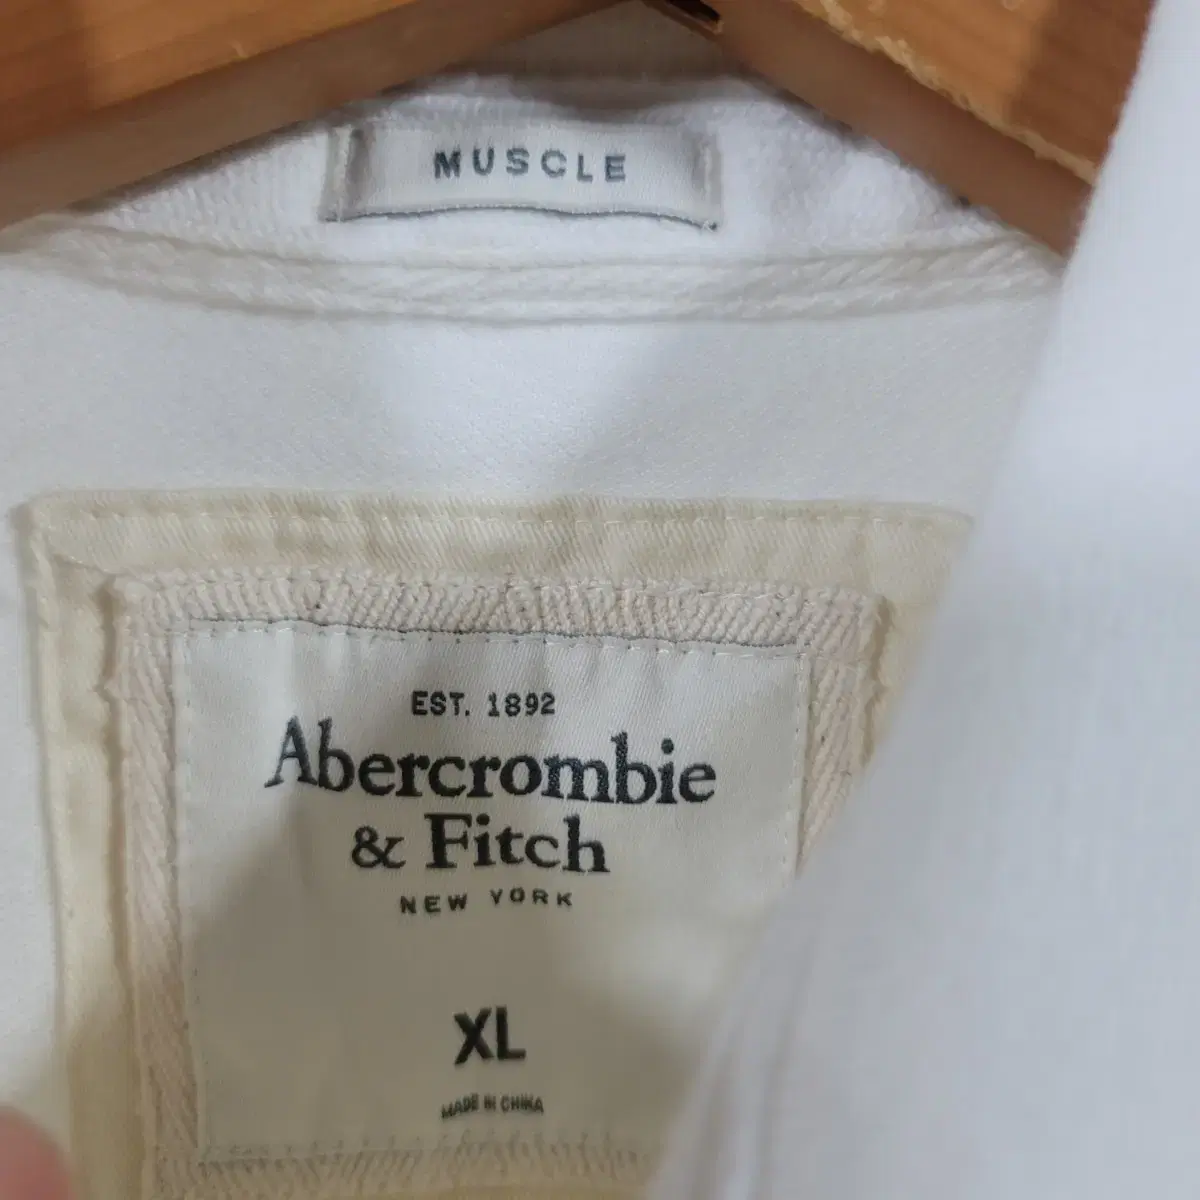 MUSCLE
EST. 1892
Abercrombie
& Fitch
NEW YORK
XL
MADE IN CHINA